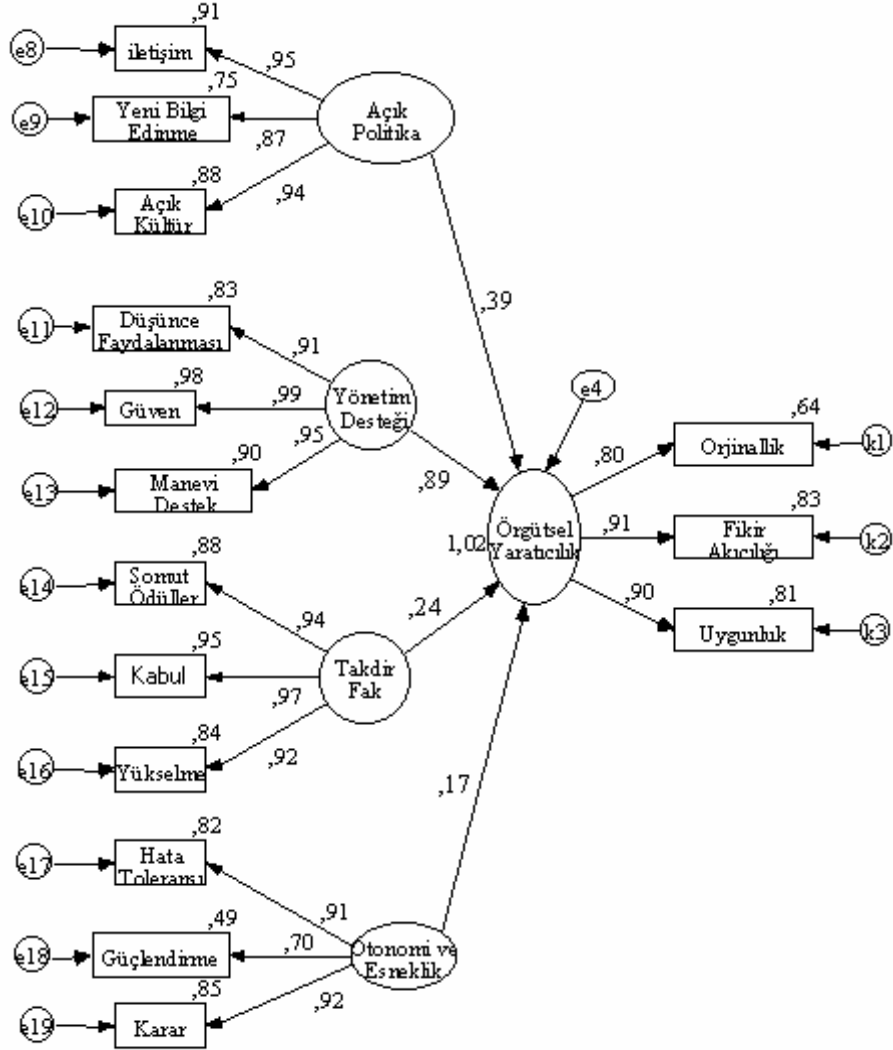 ,91
e8
iletişim
,95
,75
e9
Yeni Bilgi
Edinme
,87
Açık
Politika
,88
e10
Açık
Kültür
,94
,39
,83
e11
Düşünce
Faydalanması
,91
,98
e12
Güven
,99
Yönetim
Desteği
,95
,90
e13
Manevi
Destek
,89
e4
,64
Orjinallik
k1
,80
1,02
Örgütsel
Yaratıcılık
,91
,83
Fikir
Akıcılığı
k2
,90
,81
Uygunluk
k3
,88
e14
Somut
Ödüller
,94
,24
,95
e15
Kabul
,97
Takdir
Fak
,84
e16
Yükselme
,92
,17
,82
e17
Hata
Toleransı
,91
,49
e18
Güçlendirme
,70
Otonomi ve
Esneklik
,85
e19
Karar
,92